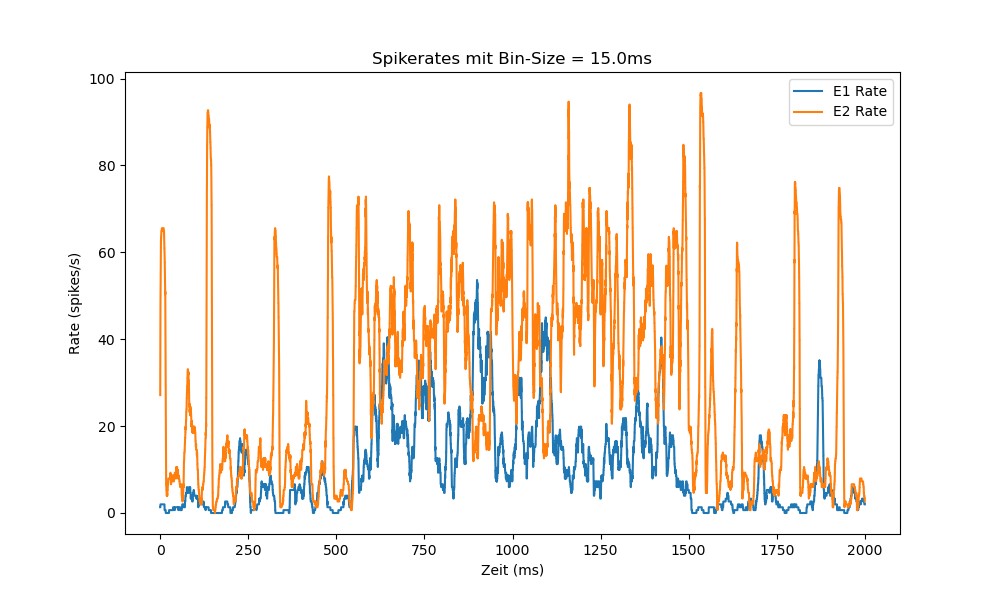 Spikerates mit Bin-Size = 15.0ms
E1 Rate
E2 Rate
Rate (spikes/s)
100
80
60
40
20
0
0 250 500 750 1000 1250 1500 1750 2000
Zeit (ms)